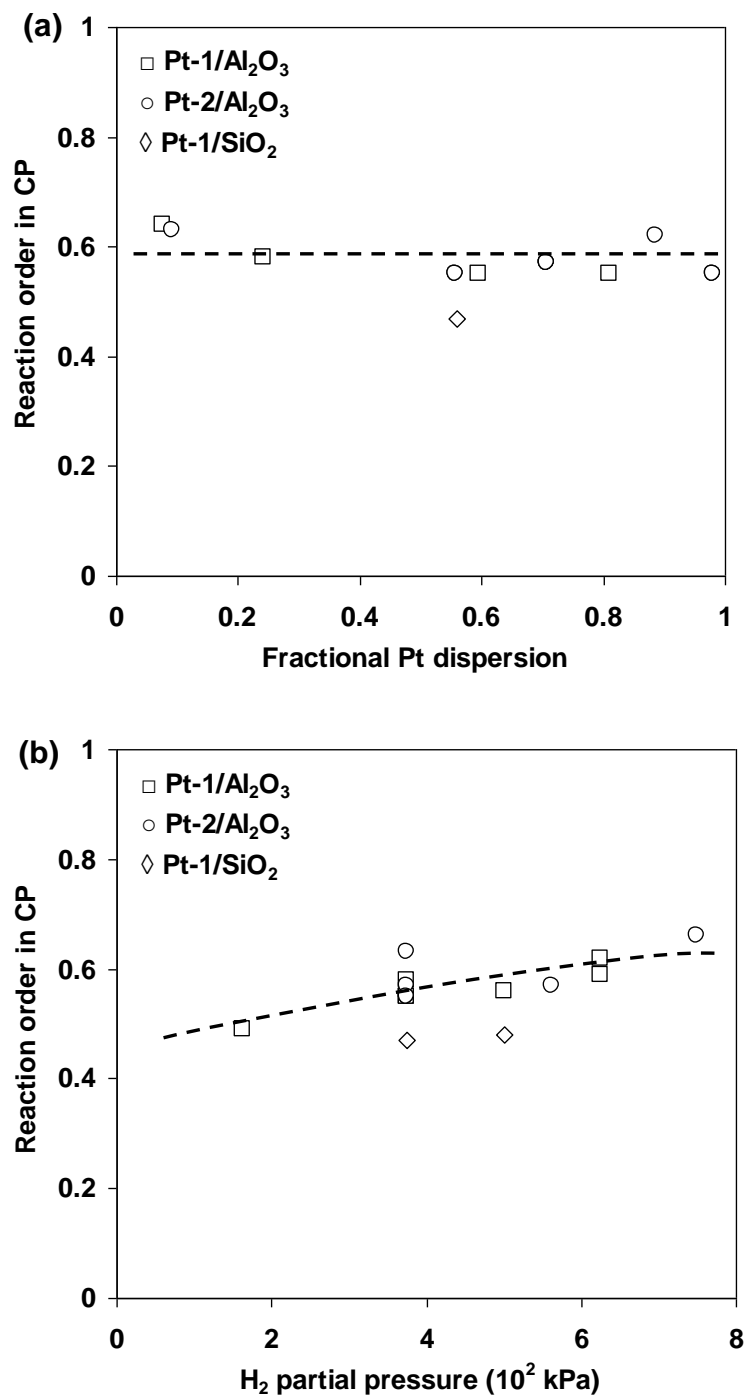 (a)
1
0.8
0.6
0.4
0.2
0
Reaction order in CP
Pt-1/Al₂O₃
Pt-2/Al₂O₃
Pt-1/SiO₂
0 0.2 0.4 0.6 0.8 1
Fractional Pt dispersion
(b)
1
0.8
0.6
0.4
0.2
0
Reaction order in CP
Pt-1/Al₂O₃
Pt-2/Al₂O₃
Pt-1/SiO₂
0 2 4 6 8
H₂ partial pressure (10² kPa)